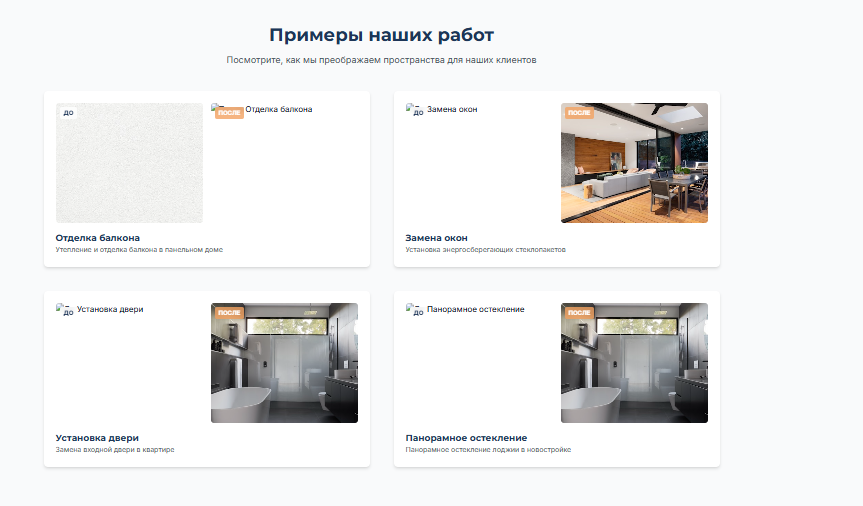 Примеры наших работ
Посмотрите, как мы преображаем пространства для наших клиентов
ДО
ПОСЛЕ
Отделка балкона
Отделка балкона
Утепление и отделка балкона в панельном доме
ДО
Замена окон
ПОСЛЕ
Замена окон
Установка энергосберегающих стеклопакетов
ДО
Установка двери
ПОСЛЕ
Установка двери
Замена входной двери в квартире
ДО
Панорамное остекление
ПОСЛЕ
Панорамное остекление
Панорамное остекление лоджии в новостройке